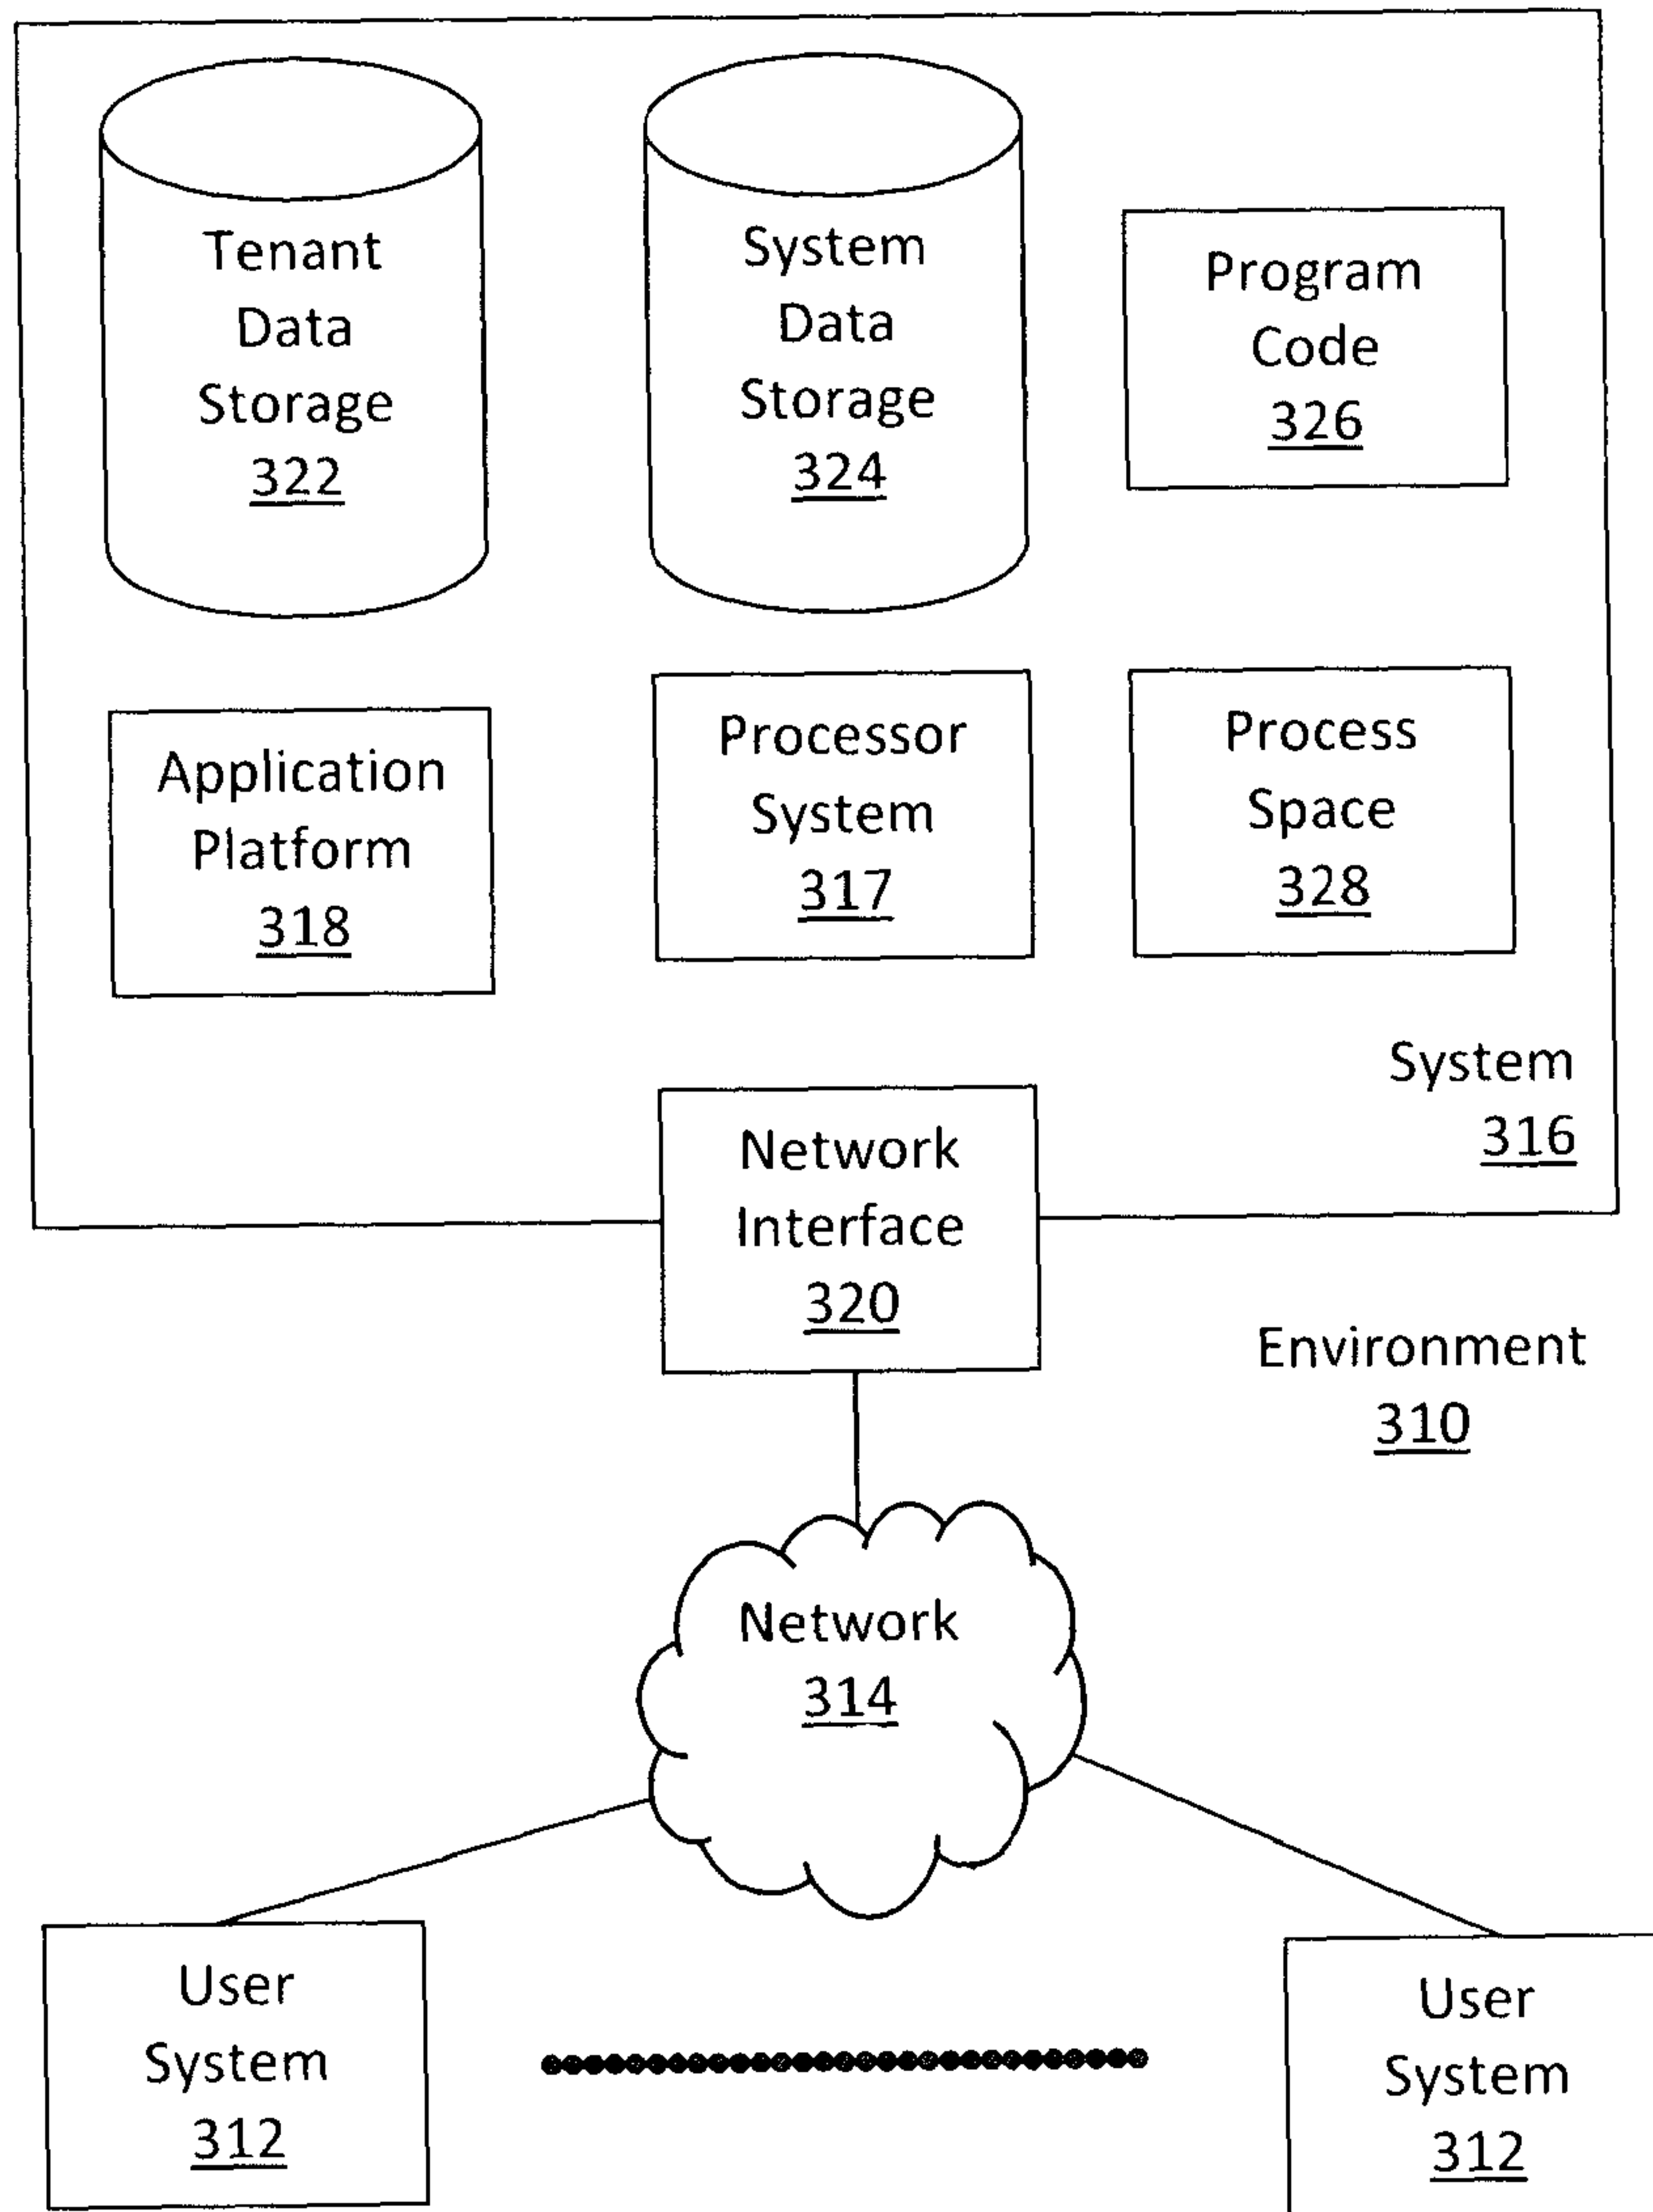 Tenant
Data
Storage
322
System
Data
Storage
324
Program
Code
326
Application
Platform
318
Processor
System
317
Process
Space
328
System
316
Network
Interface
320
Environment
310
Network
314
User
System
312
User
System
312